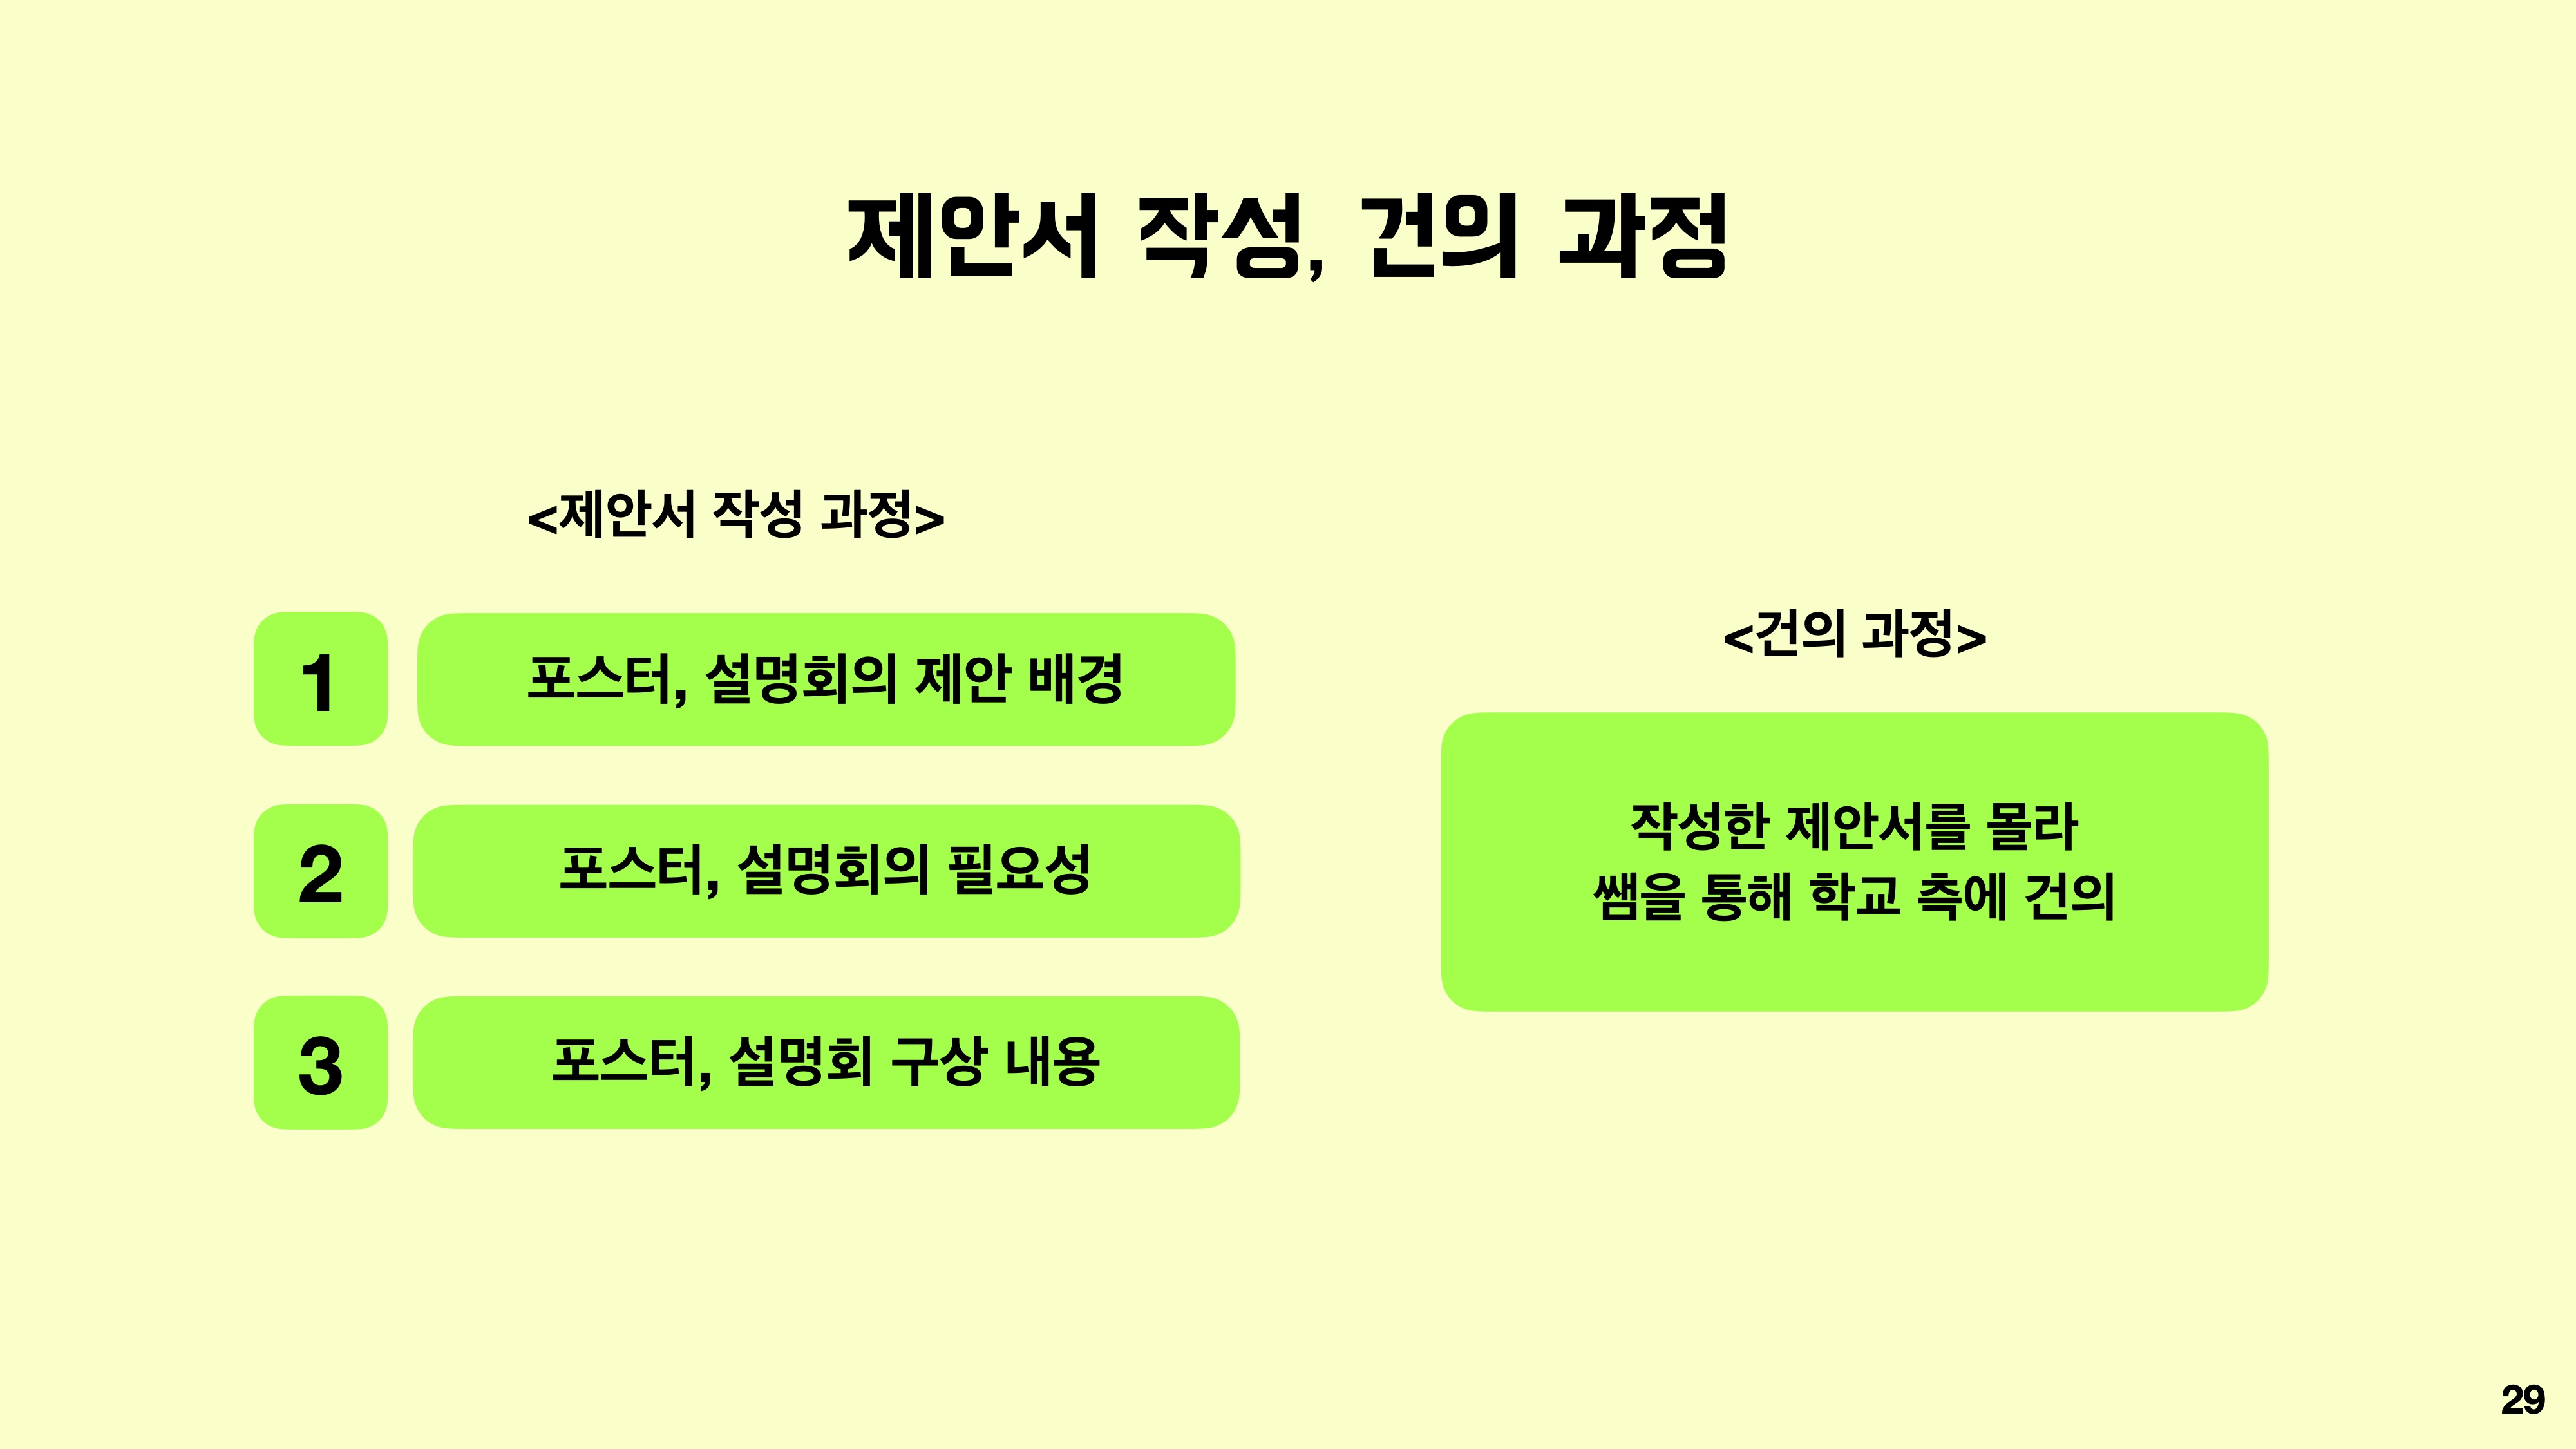 제안서 작성, 건의 과정
<제안서 작성 과정>
1
포스터, 설명회의 제안 배경
2
포스터, 설명회의 필요성
3
포스터, 설명회 구상 내용
<건의 과정>
작성한 제안서를 몰라
쌤을 통해 학교 측에 건의
29